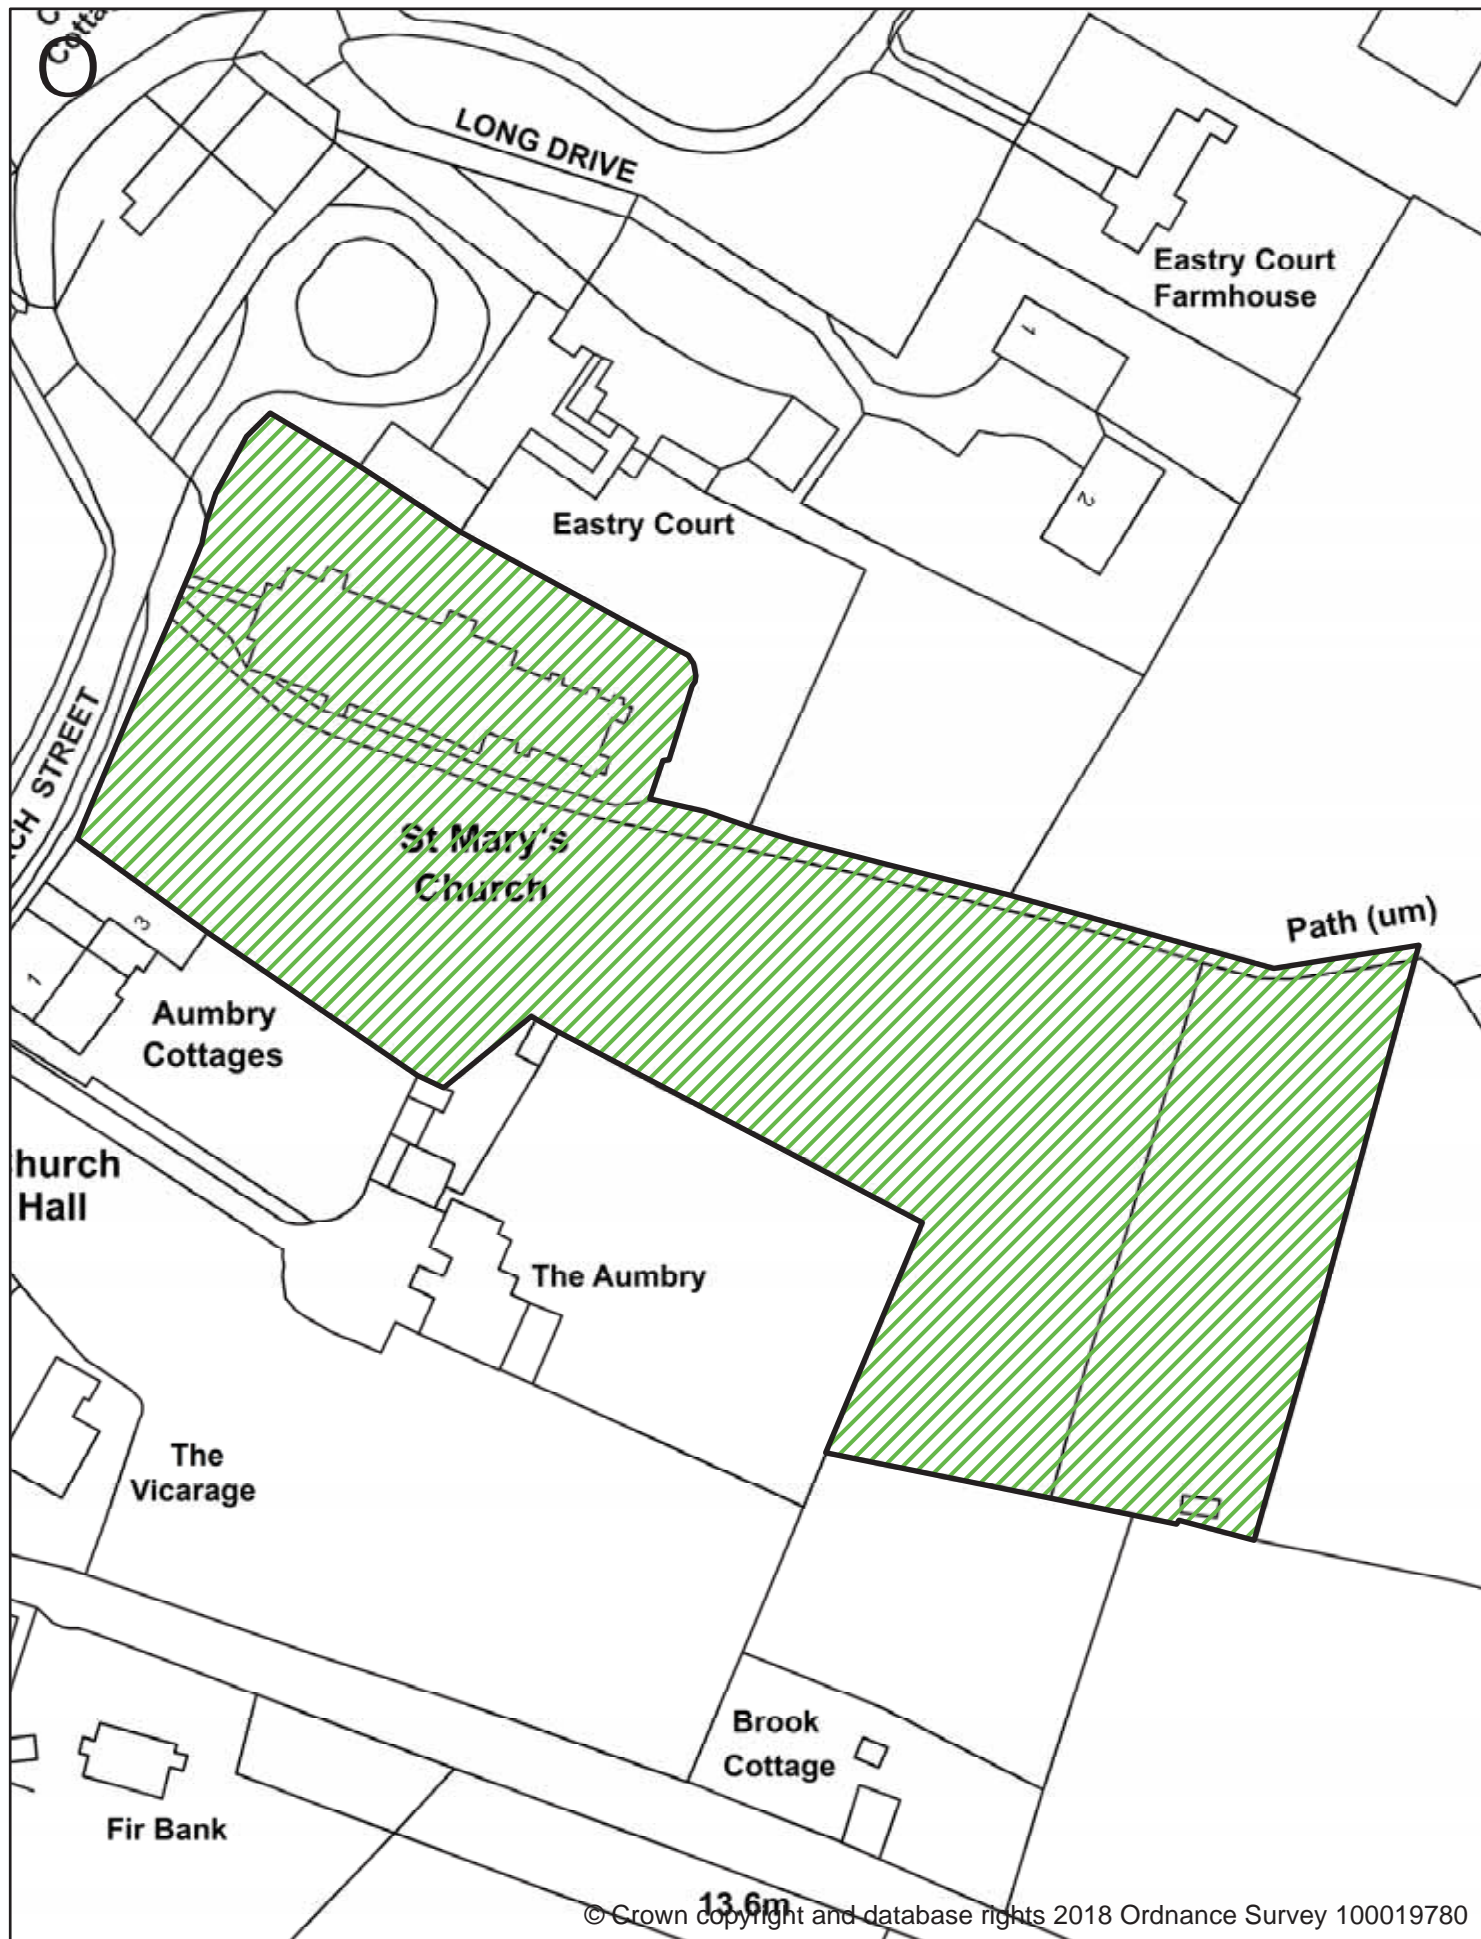 O
LONG DRIVE
Eastry Court
Farmhouse
1
2
Eastry Court
STREET
St Mary's
Church
Path (um)
3
1
Aumbry
Cottages
hurch
Hall
The Aumbry
The
Vicarage
Brook
Cottage
Fir Bank
13.6m
© Crown copyright and database rights 2018 Ordnance Survey 100019780